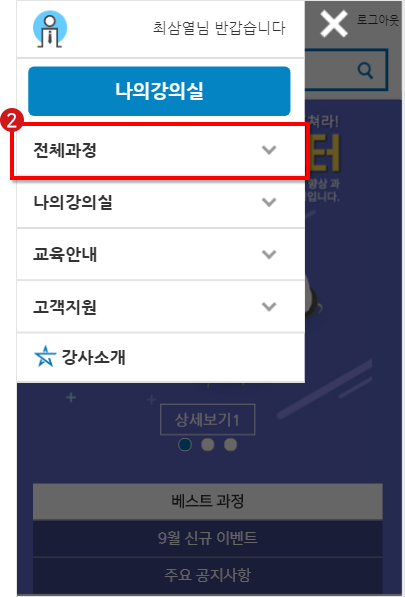 최삼열님 반갑습니다
로그아웃
나의강의실
2
전체과정
나의강의실
교육안내
고객지원
강사소개
쳐라!
터
향상 과
입니다.
상세보기1
베스트 과정
9월 신규 이벤트
주요 공지사항